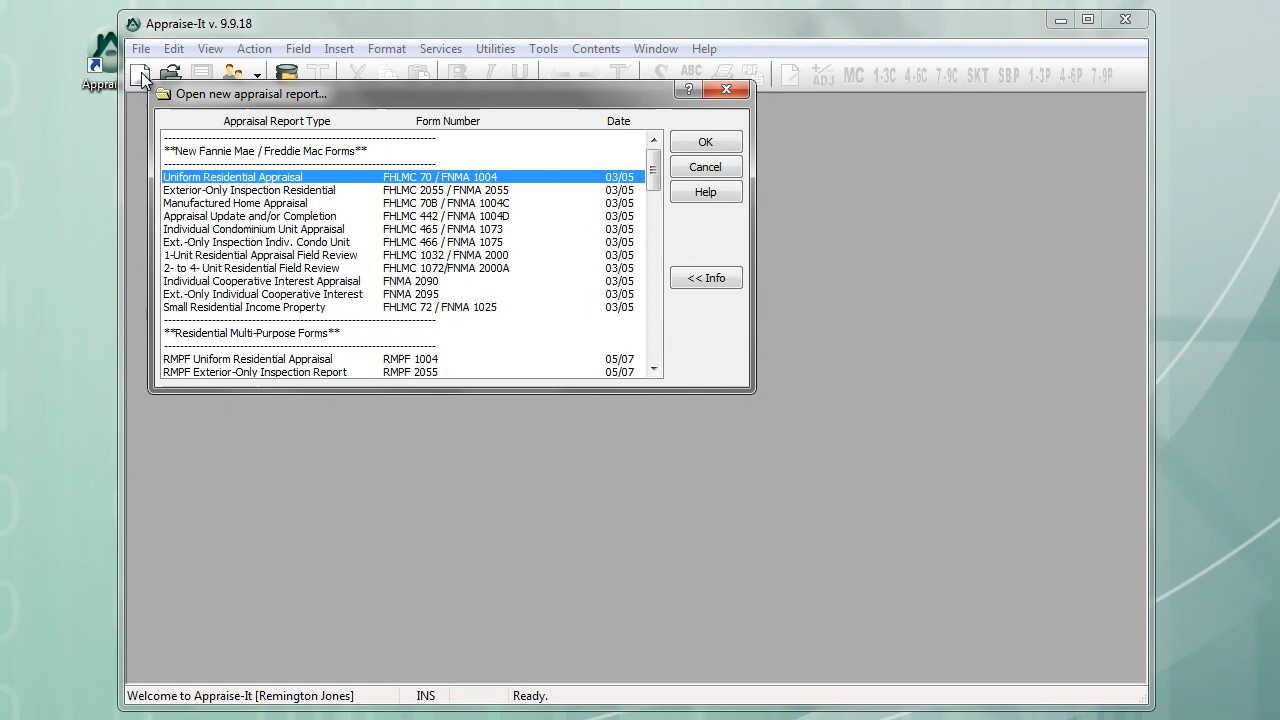 Appraise-It v. 9.9.18
File Edit View Action Field Insert Format Services Utilities Tools Contents Window Help
B I U S ABC +/ADJ MC 1-3C 4-6C 7-9C SKT SBP 1-3P 4-6P 7-9P
Open new appraisal report...
Appraisal Report Type Form Number Date
**New Fannie Mae / Freddie Mac Forms**
Uniform Residential Appraisal FHLMC 70 / FNMA 1004 03/05
Exterior-Only Inspection Residential FHLMC 2055 / FNMA 2055 03/05
Manufactured Home Appraisal FHLMC 70B / FNMA 1004C 03/05
Appraisal Update and/or Completion FHLMC 442 / FNMA 1004D 03/05
Individual Condominium Unit Appraisal FHLMC 465 / FNMA 1073 03/05
Ext.-Only Inspection Indiv. Condo Unit FHLMC 466 / FNMA 1075 03/05
1-Unit Residential Appraisal Field Review FHLMC 1032 / FNMA 2000 03/05
2- to 4- Unit Residential Field Review FHLMC 1072/FNMA 2000A 03/05
Individual Cooperative Interest Appraisal FNMA 2090 03/05
Ext.-Only Individual Cooperative Interest FNMA 2095 03/05
Small Residential Income Property FHLMC 72 / FNMA 1025 03/05
**Residential Multi-Purpose Forms**
RMPF Uniform Residential Appraisal RMPF 1004 05/07
RMPF Exterior-Only Inspection Report RMPF 2055 05/07
OK
Cancel
Help
<< Info
Welcome to Appraise-It [Remington Jones] INS Ready.